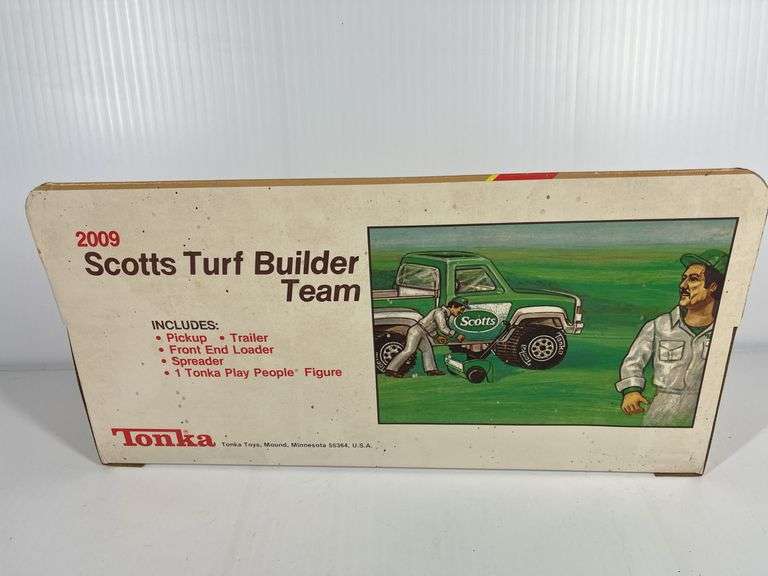 2009
Scotts Turf Builder
Team
INCLUDES:
• Pickup • Trailer
• Front End Loader
• Spreader
• 1 Tonka Play People® Figure
Tonka®
Tonka Toys, Mound, Minnesota 55364, U.S.A.
Scotts